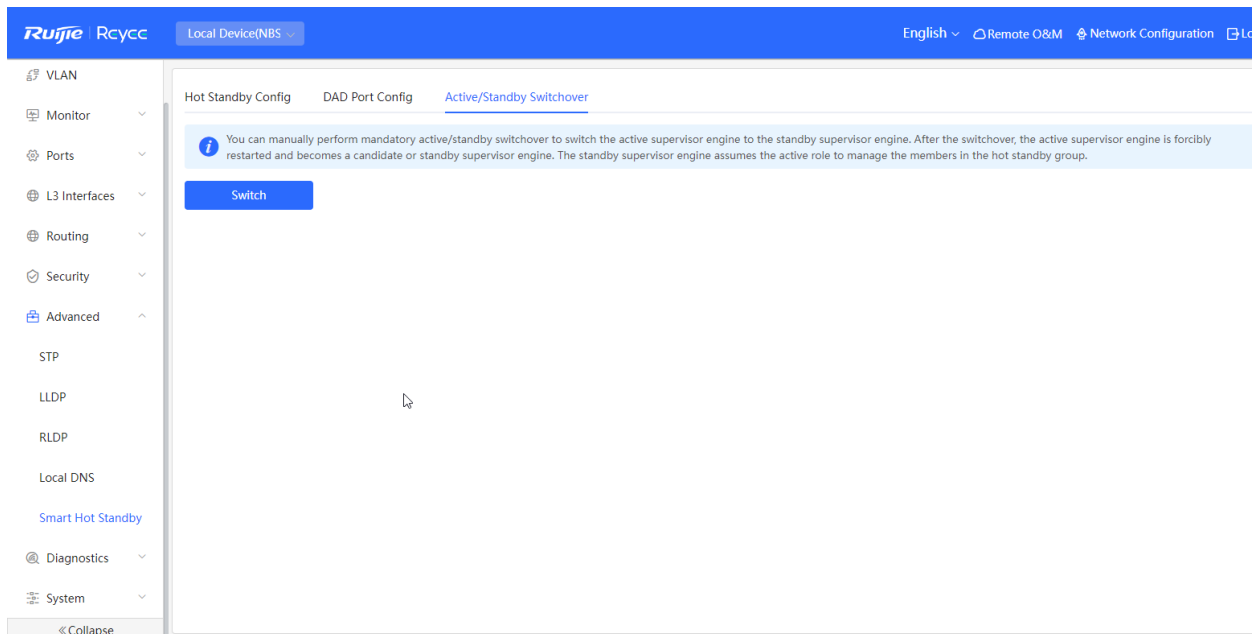 Ruijie Rcycc Local Device(NBS English Remote O&M Network Configuration
VLAN
Monitor
Ports
L3 Interfaces
Routing
Security
Advanced
STP
LLDP
RLDP
Local DNS
Smart Hot Standby
Diagnostics
System
«Collapse
Hot Standby Config DAD Port Config Active/Standby Switchover
You can manually perform mandatory active/standby switchover to switch the active supervisor engine to the standby supervisor engine. After the switchover, the active supervisor engine is forcibly
restarted and becomes a candidate or standby supervisor engine. The standby supervisor engine assumes the active role to manage the members in the hot standby group.
Switch